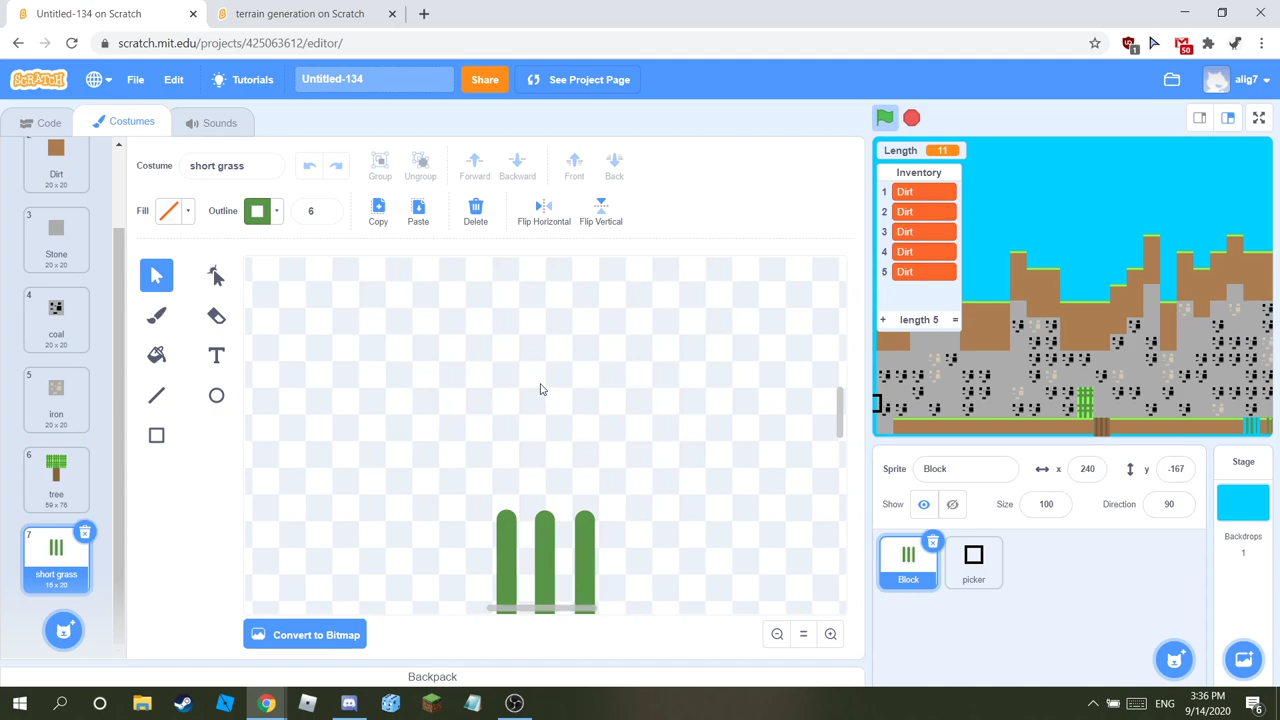 Untitled-134
terrain generation on Scratch
scratch.mit.edu/projects/425063612/editor/
1
50
SCRATCH
File
Edit
Tutorials
Untitled-134
Share
See Project Page
alig7
Code
Costumes
Sounds
Costume
short grass
Group
Ungroup
Forward
Backward
Front
Back
Fill
Outline
6
Copy
Paste
Delete
Flip Horizontal
Flip Vertical
2
Dirt
20 x 20
3
Stone
20 x 20
4
coal
20 x 20
5
iron
20 x 20
6
tree
59 x 76
7
short grass
16 x 20
Convert to Bitmap
Backpack
Length 11
Inventory
1 Dirt
2 Dirt
3 Dirt
4 Dirt
5 Dirt
+ length 5 =
Sprite
Block
x 240
y -167
Show
Size 100
Direction 90
Block
picker
Stage
Backdrops
1
ENG
3:36 PM
9/14/2020
6